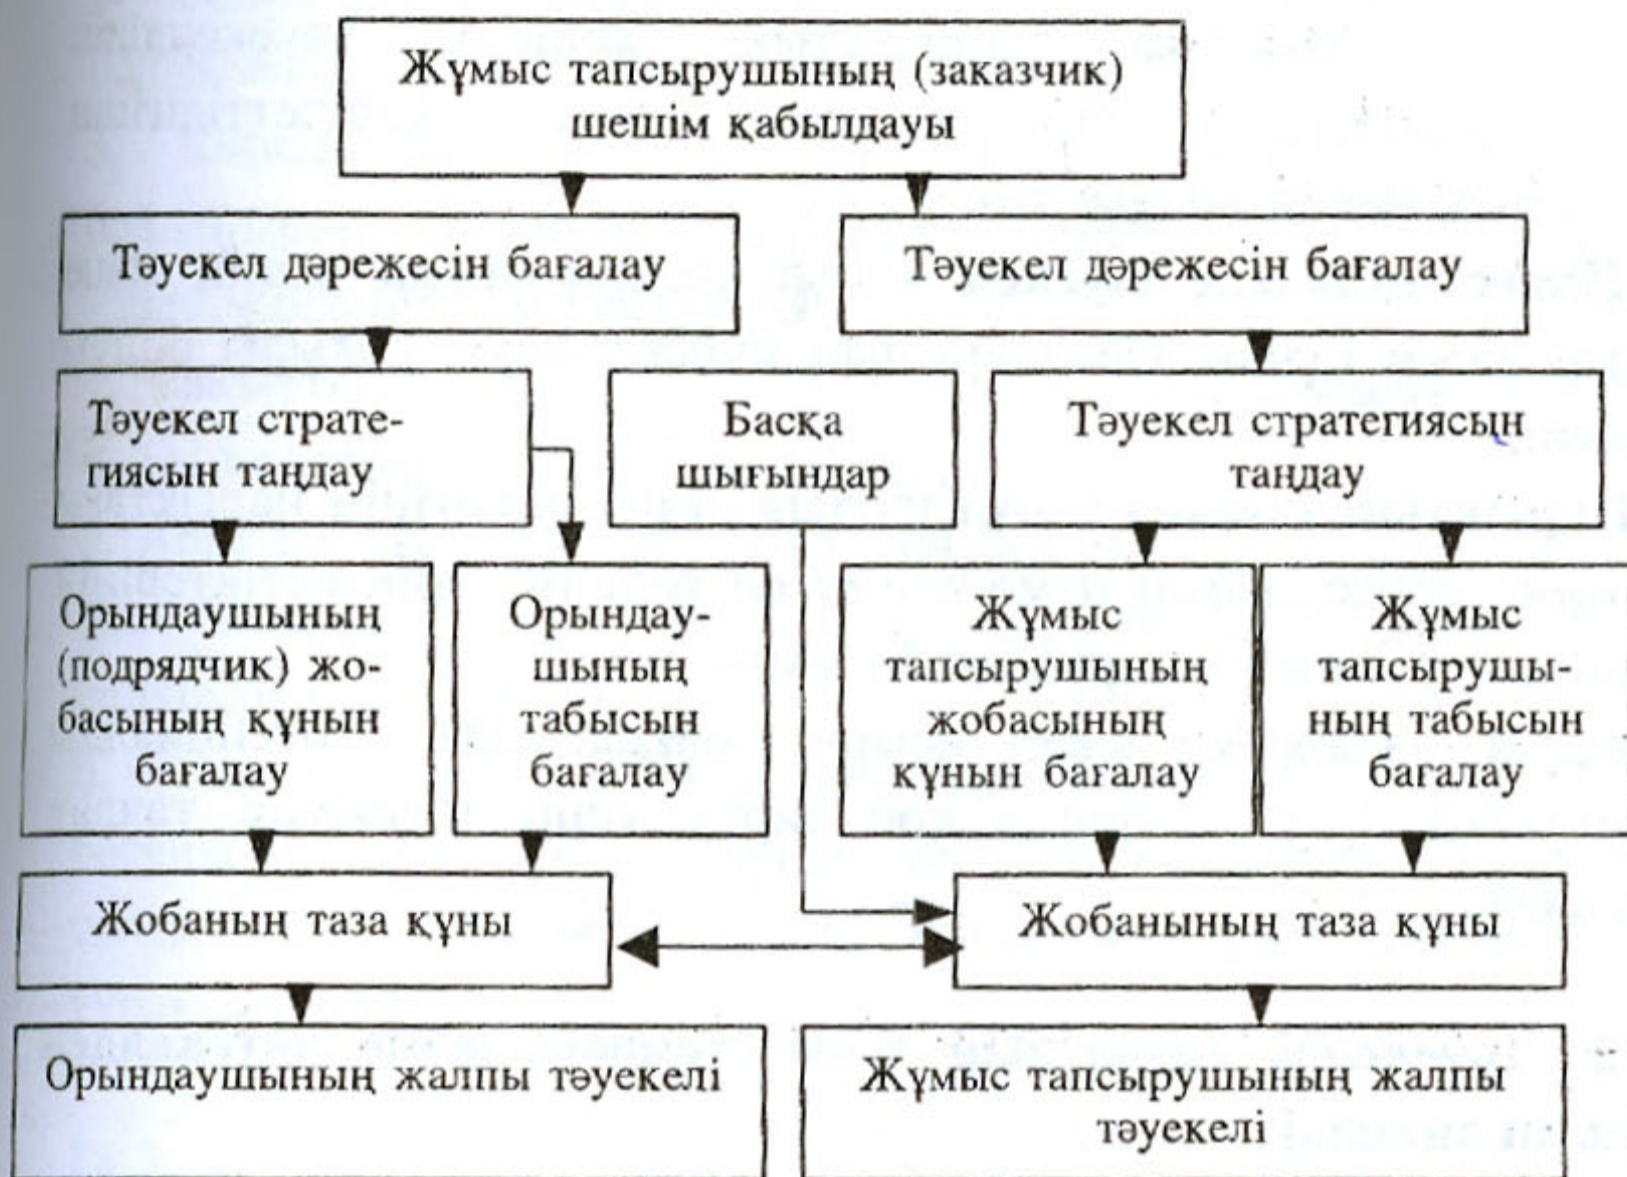 Жұмыс тапсырушының (заказчик)
шешім қабылдауы
Тәуекел дәрежесін бағалау
Тәуекел дәрежесін бағалау
Тәуекел страте-
гиясын таңдау
Басқа
шығындар
Тәуекел стратегиясын
таңдау
Орындаушының
(подрядчик) жо-
басының құнын
бағалау
Орындау-
шының
табысын
бағалау
Жұмыс
тапсырушының
жобасының
құнын бағалау
Жұмыс
тапсырушы-
ның табысын
бағалау
Жобаның таза құны
Жобанының таза құны
Орындаушының жалпы тәуекелі
Жұмыс тапсырушының жалпы
тәуекелі